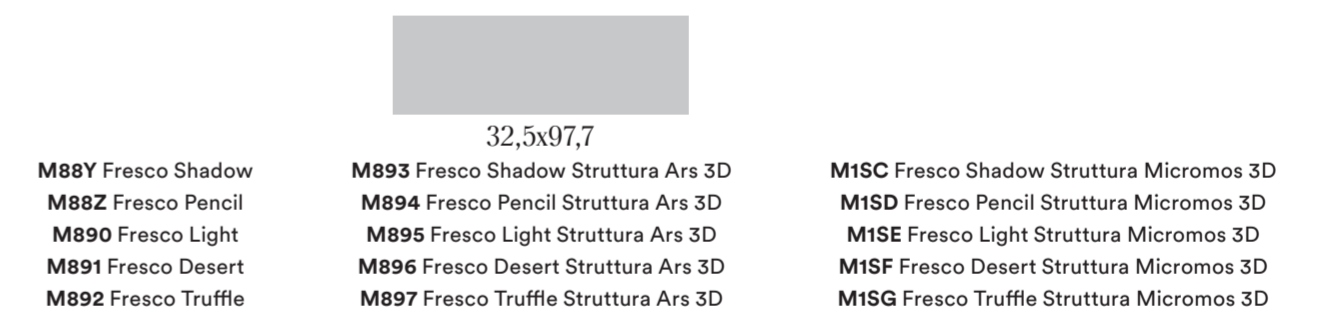 32,5x97,7
M88Y Fresco Shadow
M88Z Fresco Pencil
M890 Fresco Light
M891 Fresco Desert
M892 Fresco Truffle
M893 Fresco Shadow Struttura Ars 3D
M894 Fresco Pencil Struttura Ars 3D
M895 Fresco Light Struttura Ars 3D
M896 Fresco Desert Struttura Ars 3D
M897 Fresco Truffle Struttura Ars 3D
M1SC Fresco Shadow Struttura Micromos 3D
M1SD Fresco Pencil Struttura Micromos 3D
M1SE Fresco Light Struttura Micromos 3D
M1SF Fresco Desert Struttura Micromos 3D
M1SG Fresco Truffle Struttura Micromos 3D